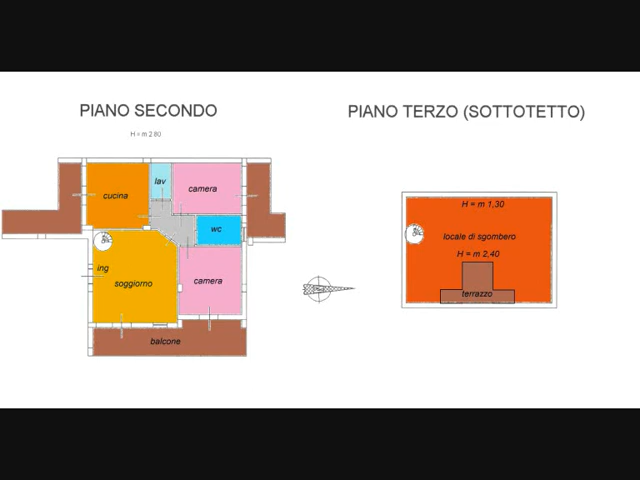 PIANO SECONDO
H = m 2.80
lav
camera
cucina
wc
ing
soggiorno
camera
balcone
PIANO TERZO (SOTTOTETTO)
H = m 1,30
locale di sgombero
H = m 2,40
terrazzo